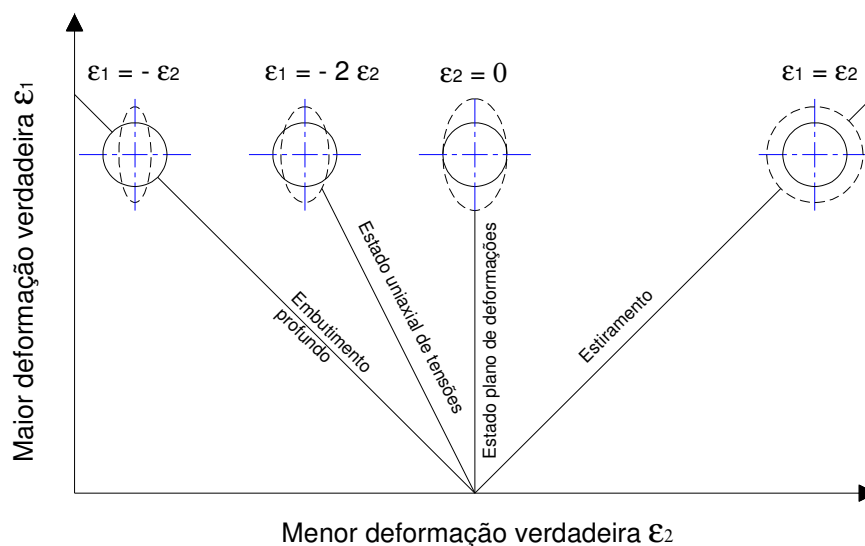 ε1 = - ε2
ε1 = - 2 ε2
ε2 = 0
ε1 = ε2
Maior deformação verdadeira ε1
Embutimento
profundo
Estado uniaxial de tensões
Estado plano de deformações
Estiramento
Menor deformação verdadeira ε2